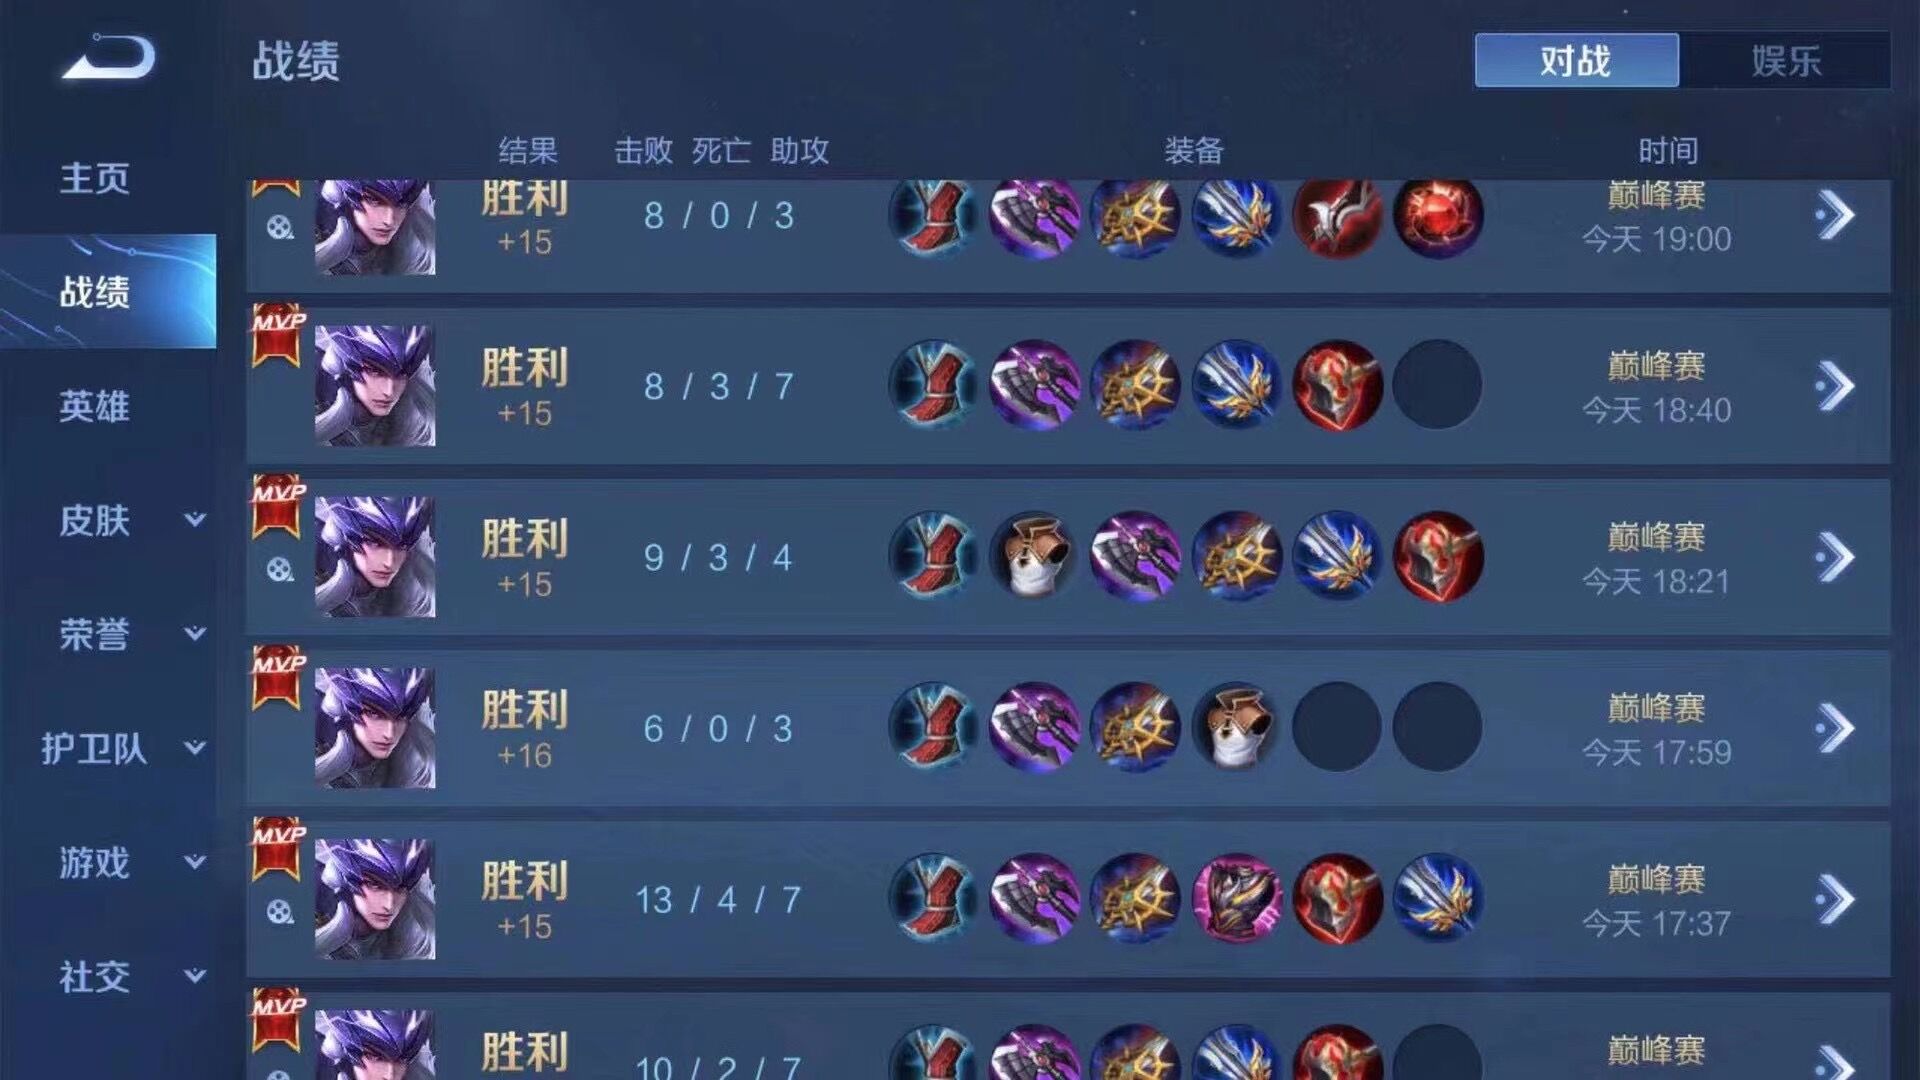 战绩
对战 娱乐
结果 击败 死亡 助攻 装备 时间
主页
战绩
英雄
皮肤
荣誉
护卫队
游戏
社交
胜利 8 / 0 / 3 巅峰赛
+15 今天 19:00
MVP
胜利 8 / 3 / 7 巅峰赛
+15 今天 18:40
MVP
胜利 9 / 3 / 4 巅峰赛
+15 今天 18:21
MVP
胜利 6 / 0 / 3 巅峰赛
+16 今天 17:59
MVP
胜利 13 / 4 / 7 巅峰赛
+15 今天 17:37
MVP
胜利 10 / 2 / 7 巅峰赛